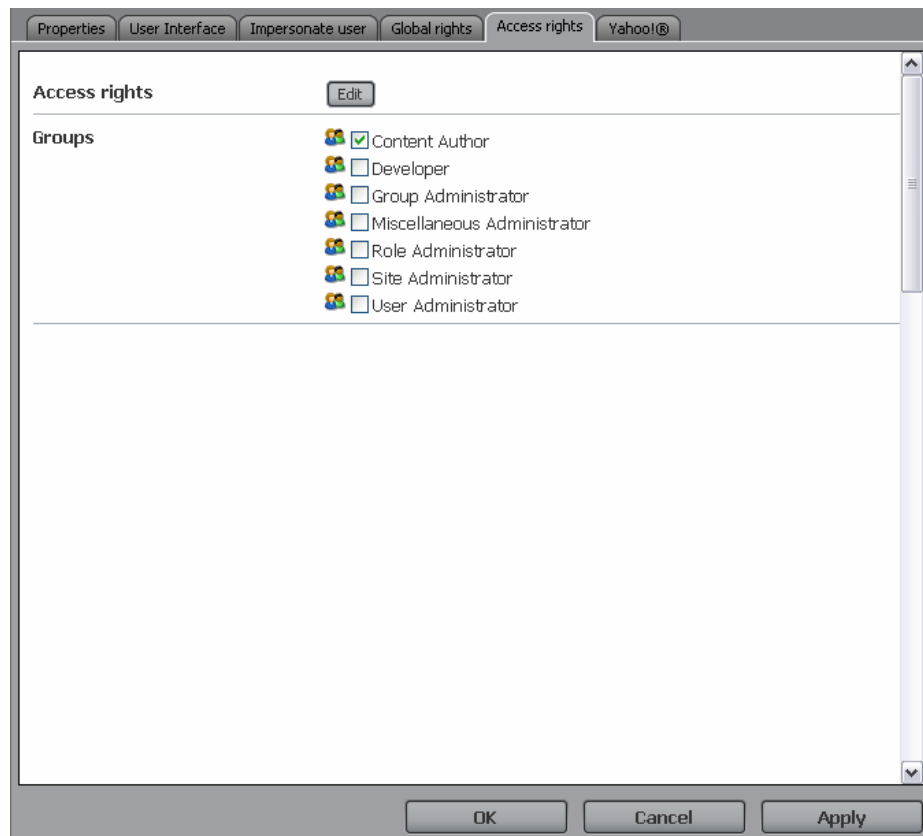 Properties User Interface Impersonate user Global rights Access rights Yahoo!®
Access rights Edit
Groups Content Author
Developer
Group Administrator
Miscellaneous Administrator
Role Administrator
Site Administrator
User Administrator
OK Cancel Apply